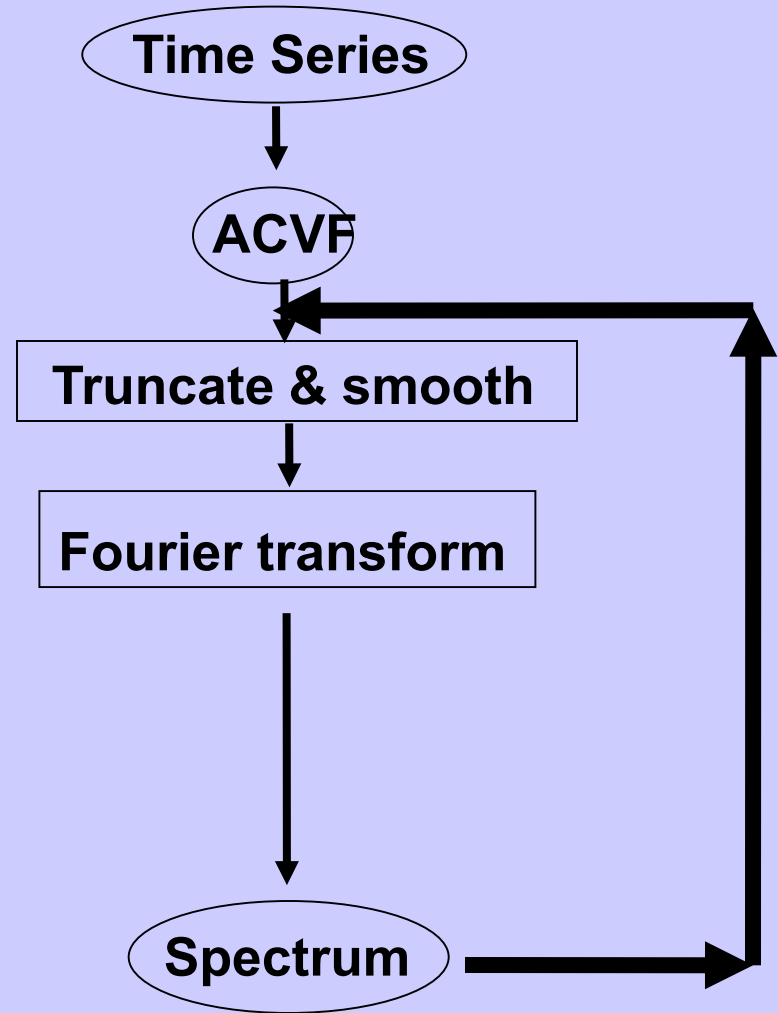 Time Series
ACVF
Truncate & smooth
Fourier transform
Spectrum